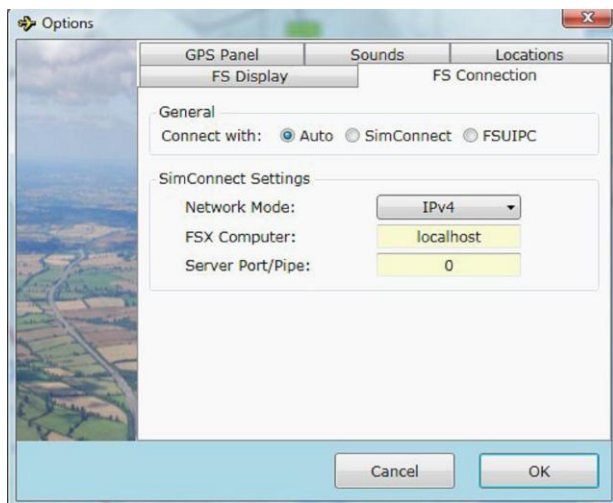 Options
GPS Panel Sounds Locations
FS Display FS Connection
General
Connect with: Auto SimConnect FSUIPC
SimConnect Settings
Network Mode: IPv4
FSX Computer: localhost
Server Port/Pipe: 0
Cancel OK